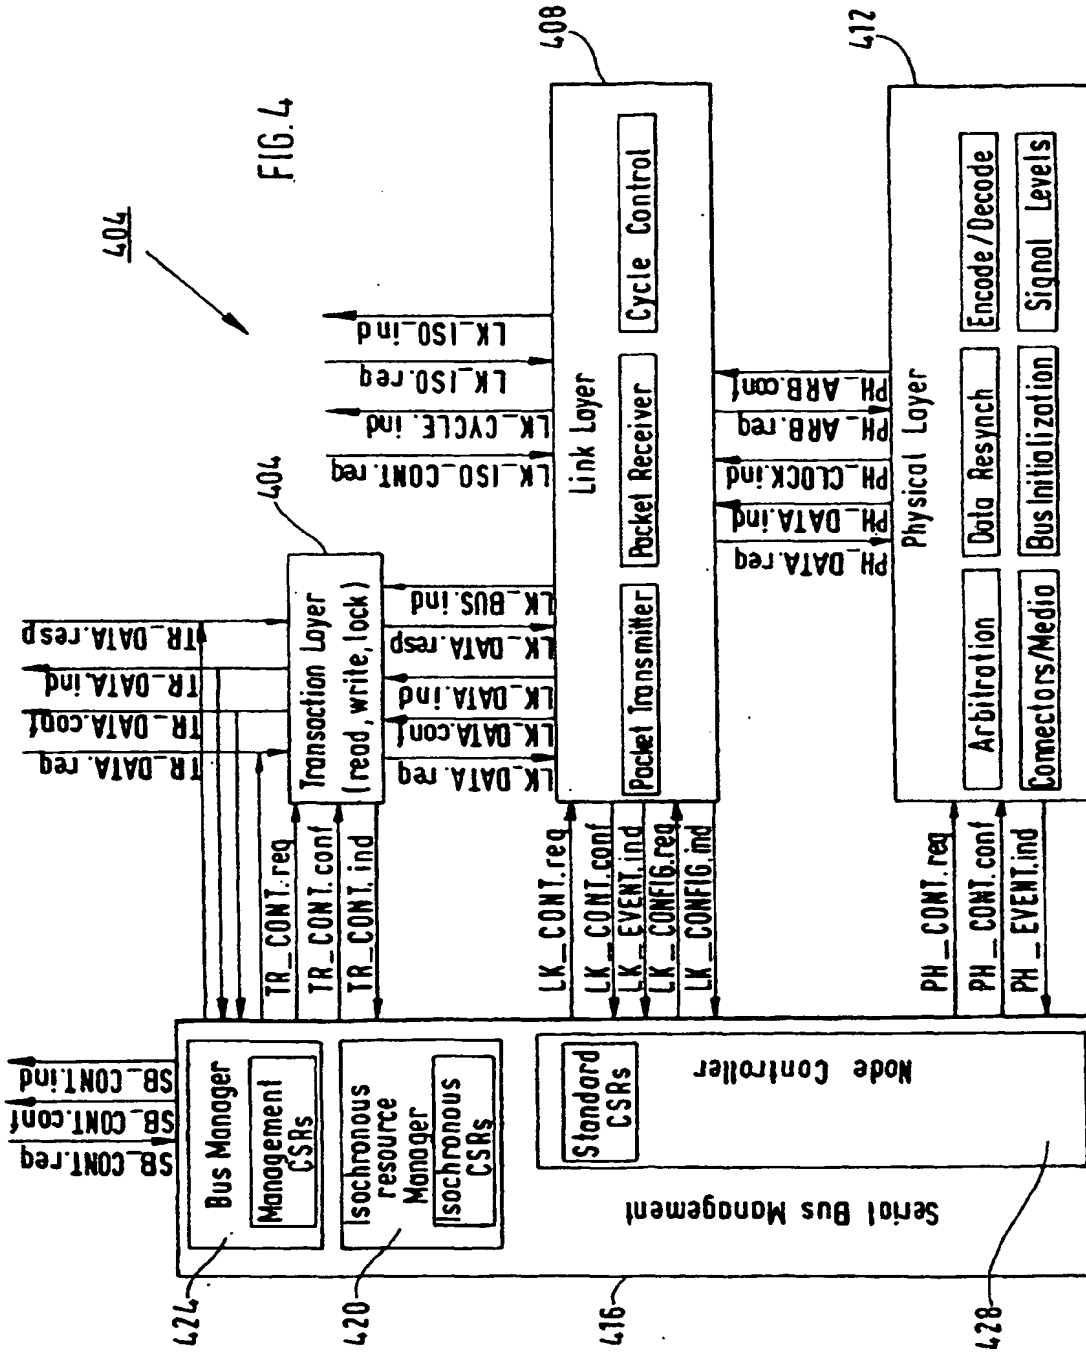 FIG. 4
404
SB_CONT.req
SB_CONT.conf
SB_CONT.ind
TR_DATA.req
TR_DATA.conf
TR_DATA.ind
TR_DATA.resp
424
Bus Manager
Management
CSRs
420
Isochronous
resource
Manager
Isochronous
CSRs
416
Serial Bus Management
428
Node Controller
Standard
CSRs
TR_CONT.req
TR_CONT.conf
TR_CONT.ind
404
Transaction Layer
(read, write, lock)
LK_DATA.req
LK_DATA.conf
LK_DATA.ind
LK_DATA.resp
LK_BUS.ind
LK_ISO_CONT.req
LK_CYCLE.ind
LK_ISO.req
LK_ISO.ind
LK_CONT.req
LK_CONT.conf
LK_EVENT.ind
LK_CONFIG.req
LK_CONFIG.ind
408
Link Layer
Packet Transmitter
Packet Receiver
Cycle Control
PH_DATA.req
PH_DATA.ind
PH_CLOCK.ind
PH_ARB.req
PH_ARB.conf
PH_CONT.req
PH_CONT.conf
PH_EVENT.ind
412
Physical Layer
Arbitration
Data Resynch
Encode/Decode
Connectors/Media
Bus Initialization
Signal Levels